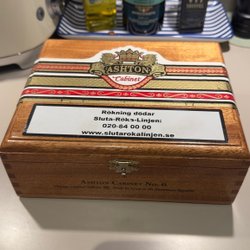 ASHTON
Cabinet
Rökning dödar
Sluta-Röka-Linjen:
020-84 00 00
www.slutarokalinjen.se
ASHTON CABINET No. 6